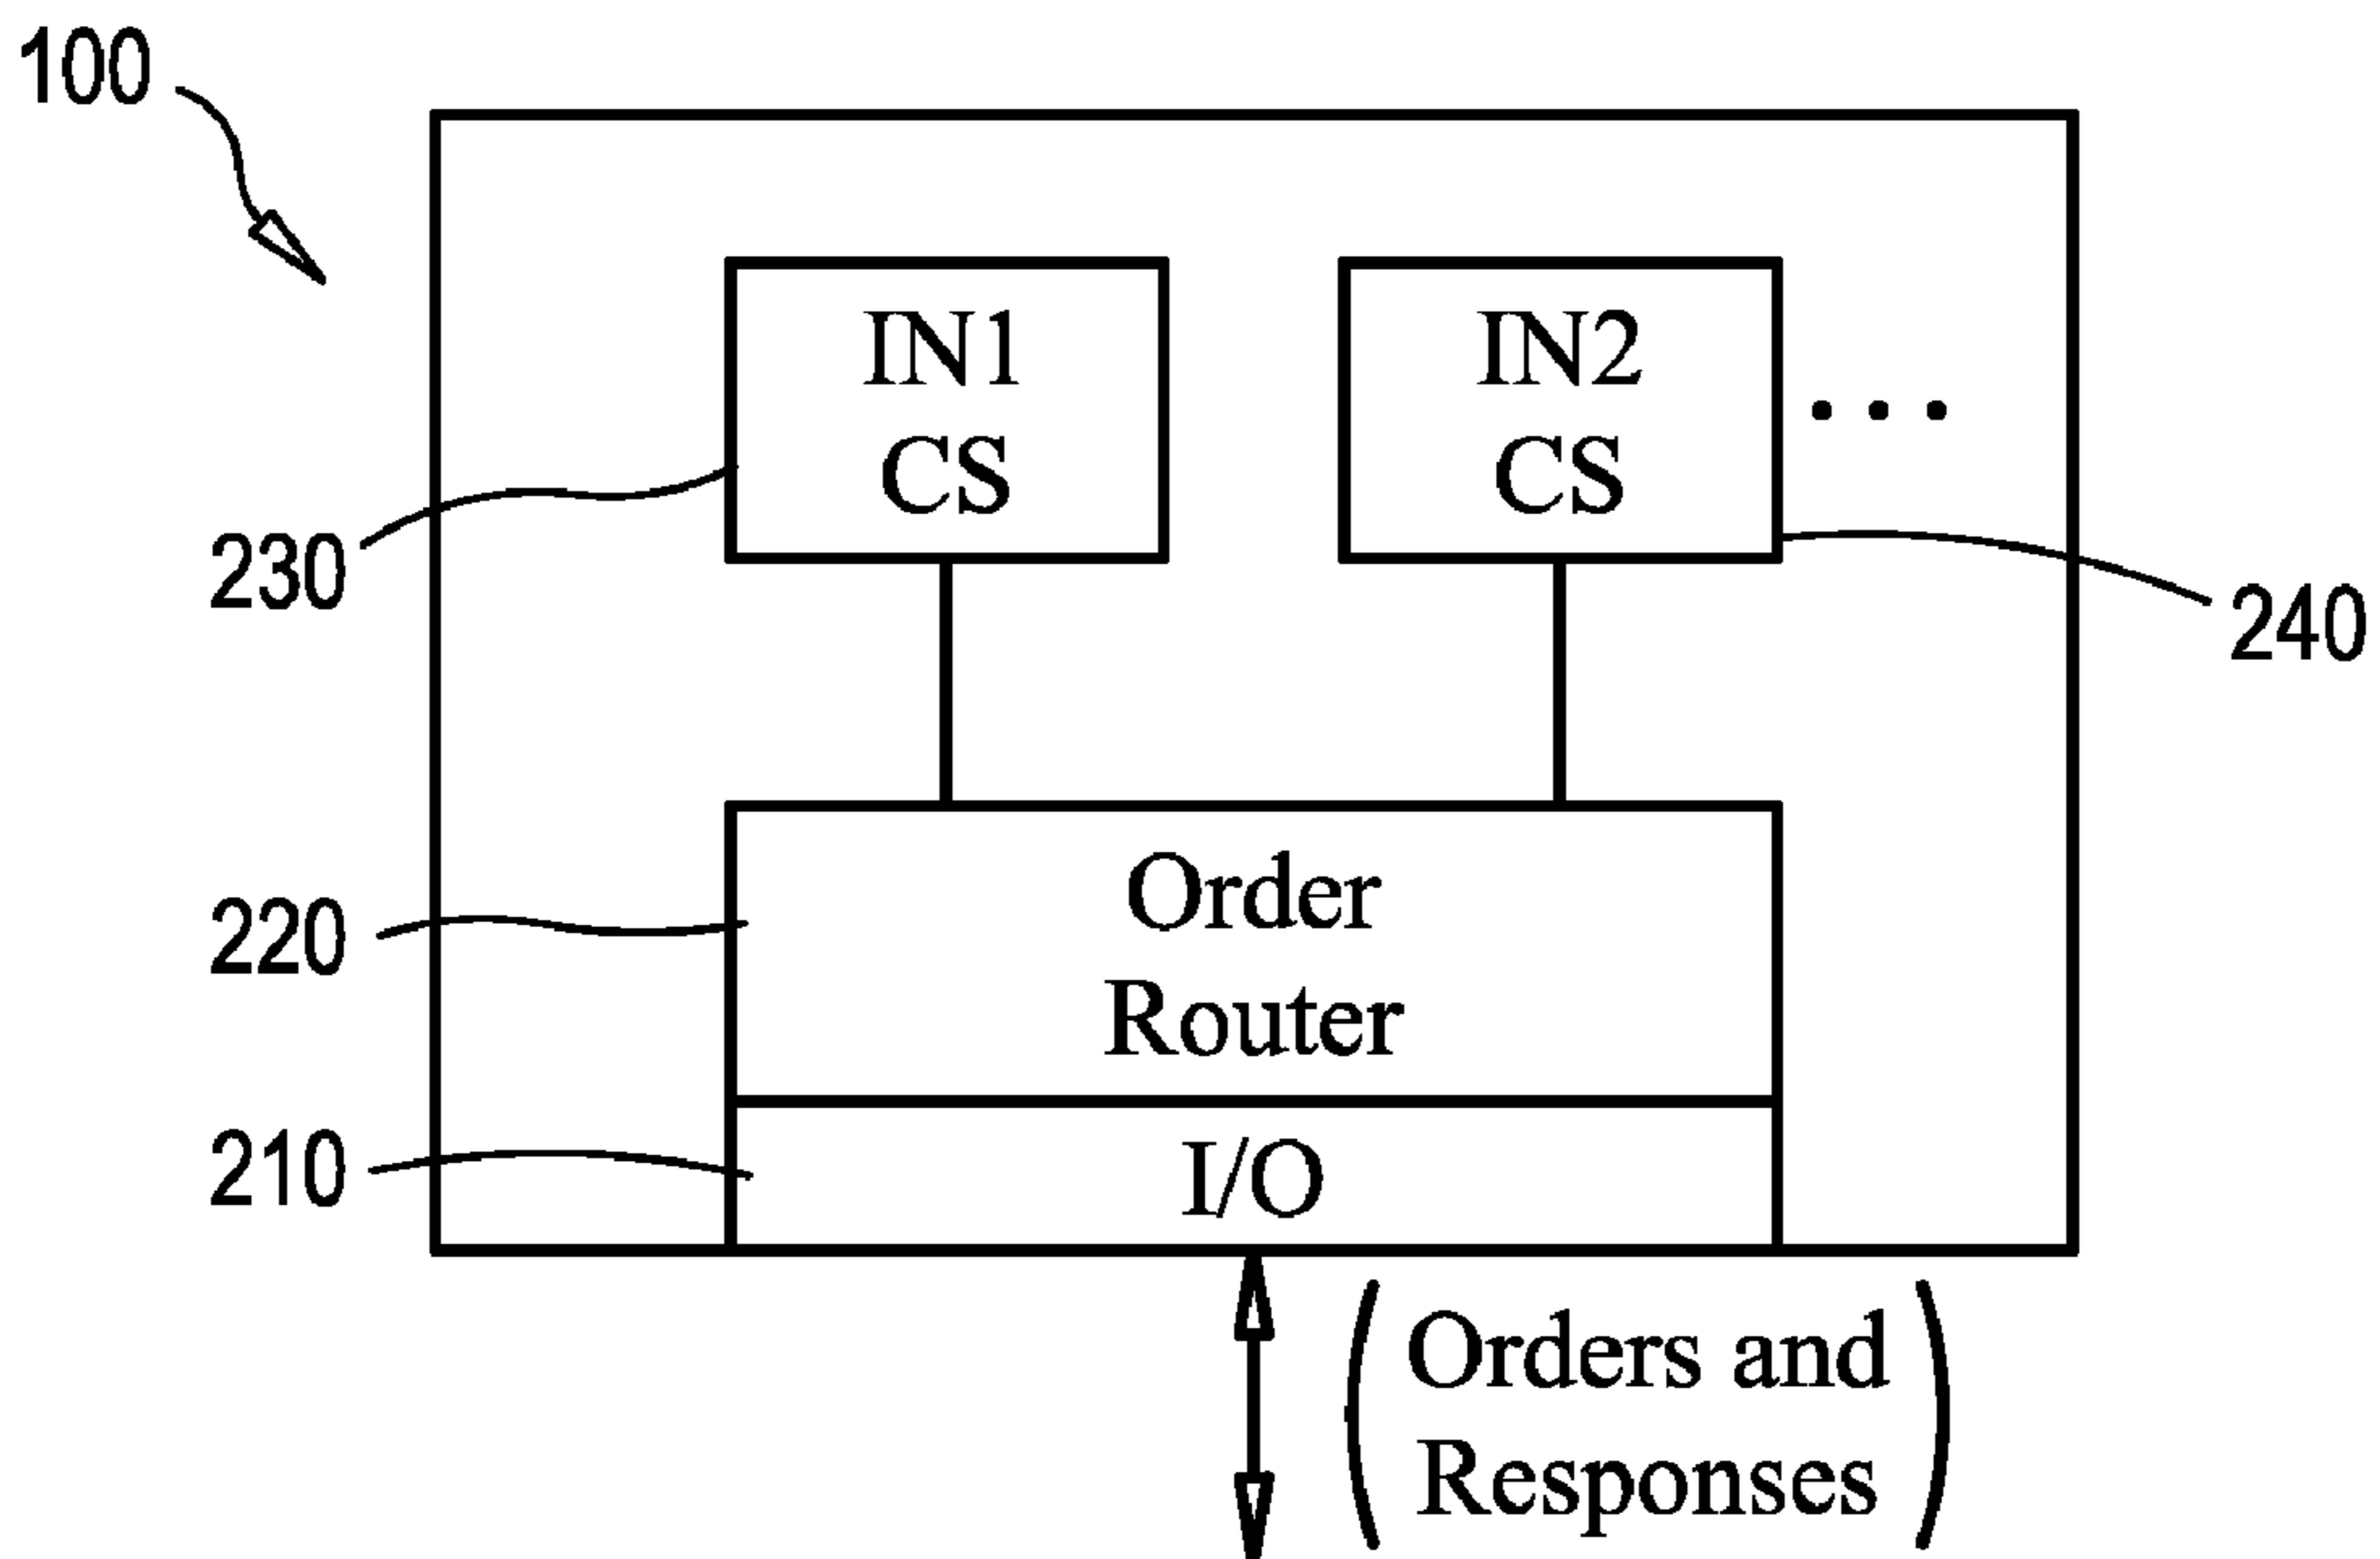 100
IN1
CS
IN2
CS
...
230
240
Order
Router
220
I/O
210
Orders and
Responses